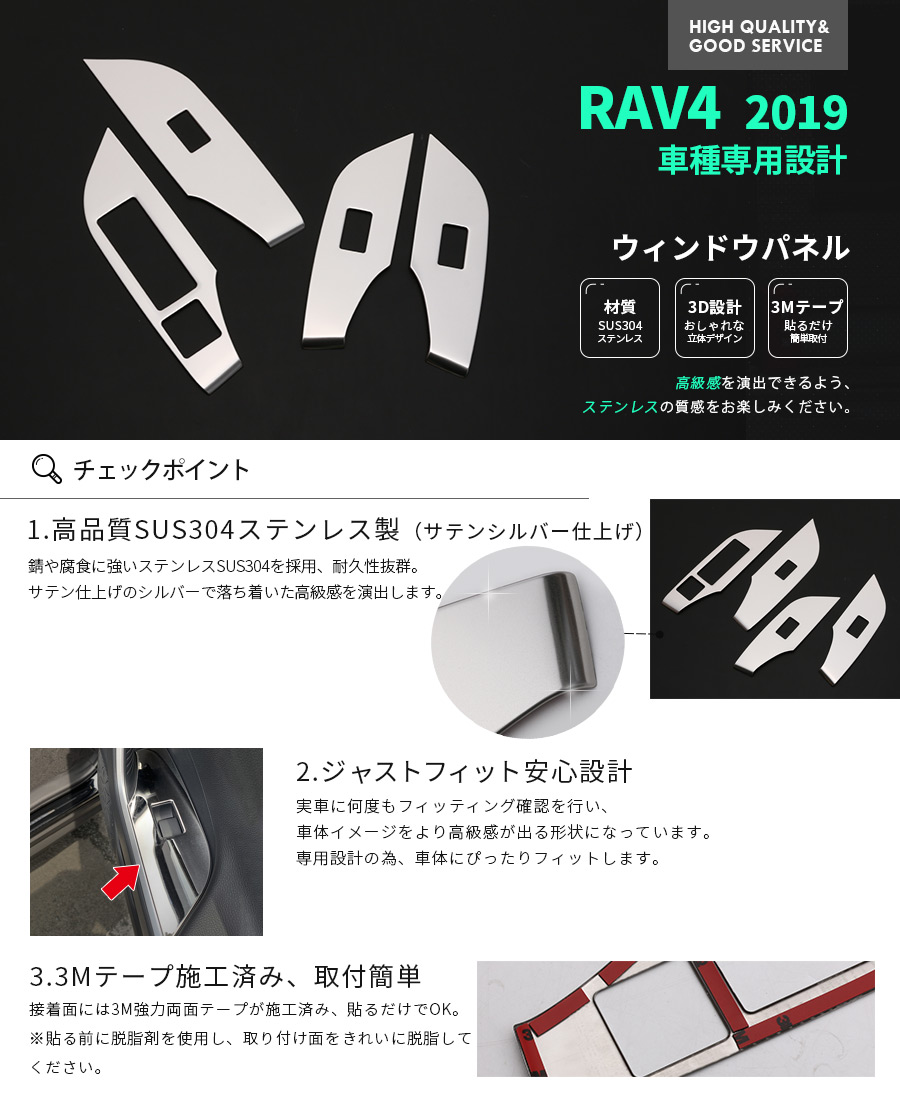 HIGH QUALITY&
GOOD SERVICE
RAV4 2019
車種専用設計
ウィンドウパネル
材質
SUS304
ステンレス
3D設計
おしゃれな
立体デザイン
3Mテープ
貼るだけ
簡単取付
高級感を演出できるよう、
ステンレスの質感をお楽しみください。
チェックポイント
1.高品質SUS304ステンレス製（サテンシルバー仕上げ）
錆や腐食に強いステンレスSUS304を採用、耐久性抜群。
サテン仕上げのシルバーで落ち着いた高級感を演出します。
2.ジャストフィット安心設計
実車に何度もフィッティング確認を行い、
車体イメージをより高級感が出る形状になっています。
専用設計の為、車体にぴったりフィットします。
3.3Mテープ施工済み、取付簡単
接着面には3M強力両面テープが施工済み、貼るだけでOK。
※貼る前に脱脂剤を使用し、取り付け面をきれいに脱脂して
ください。